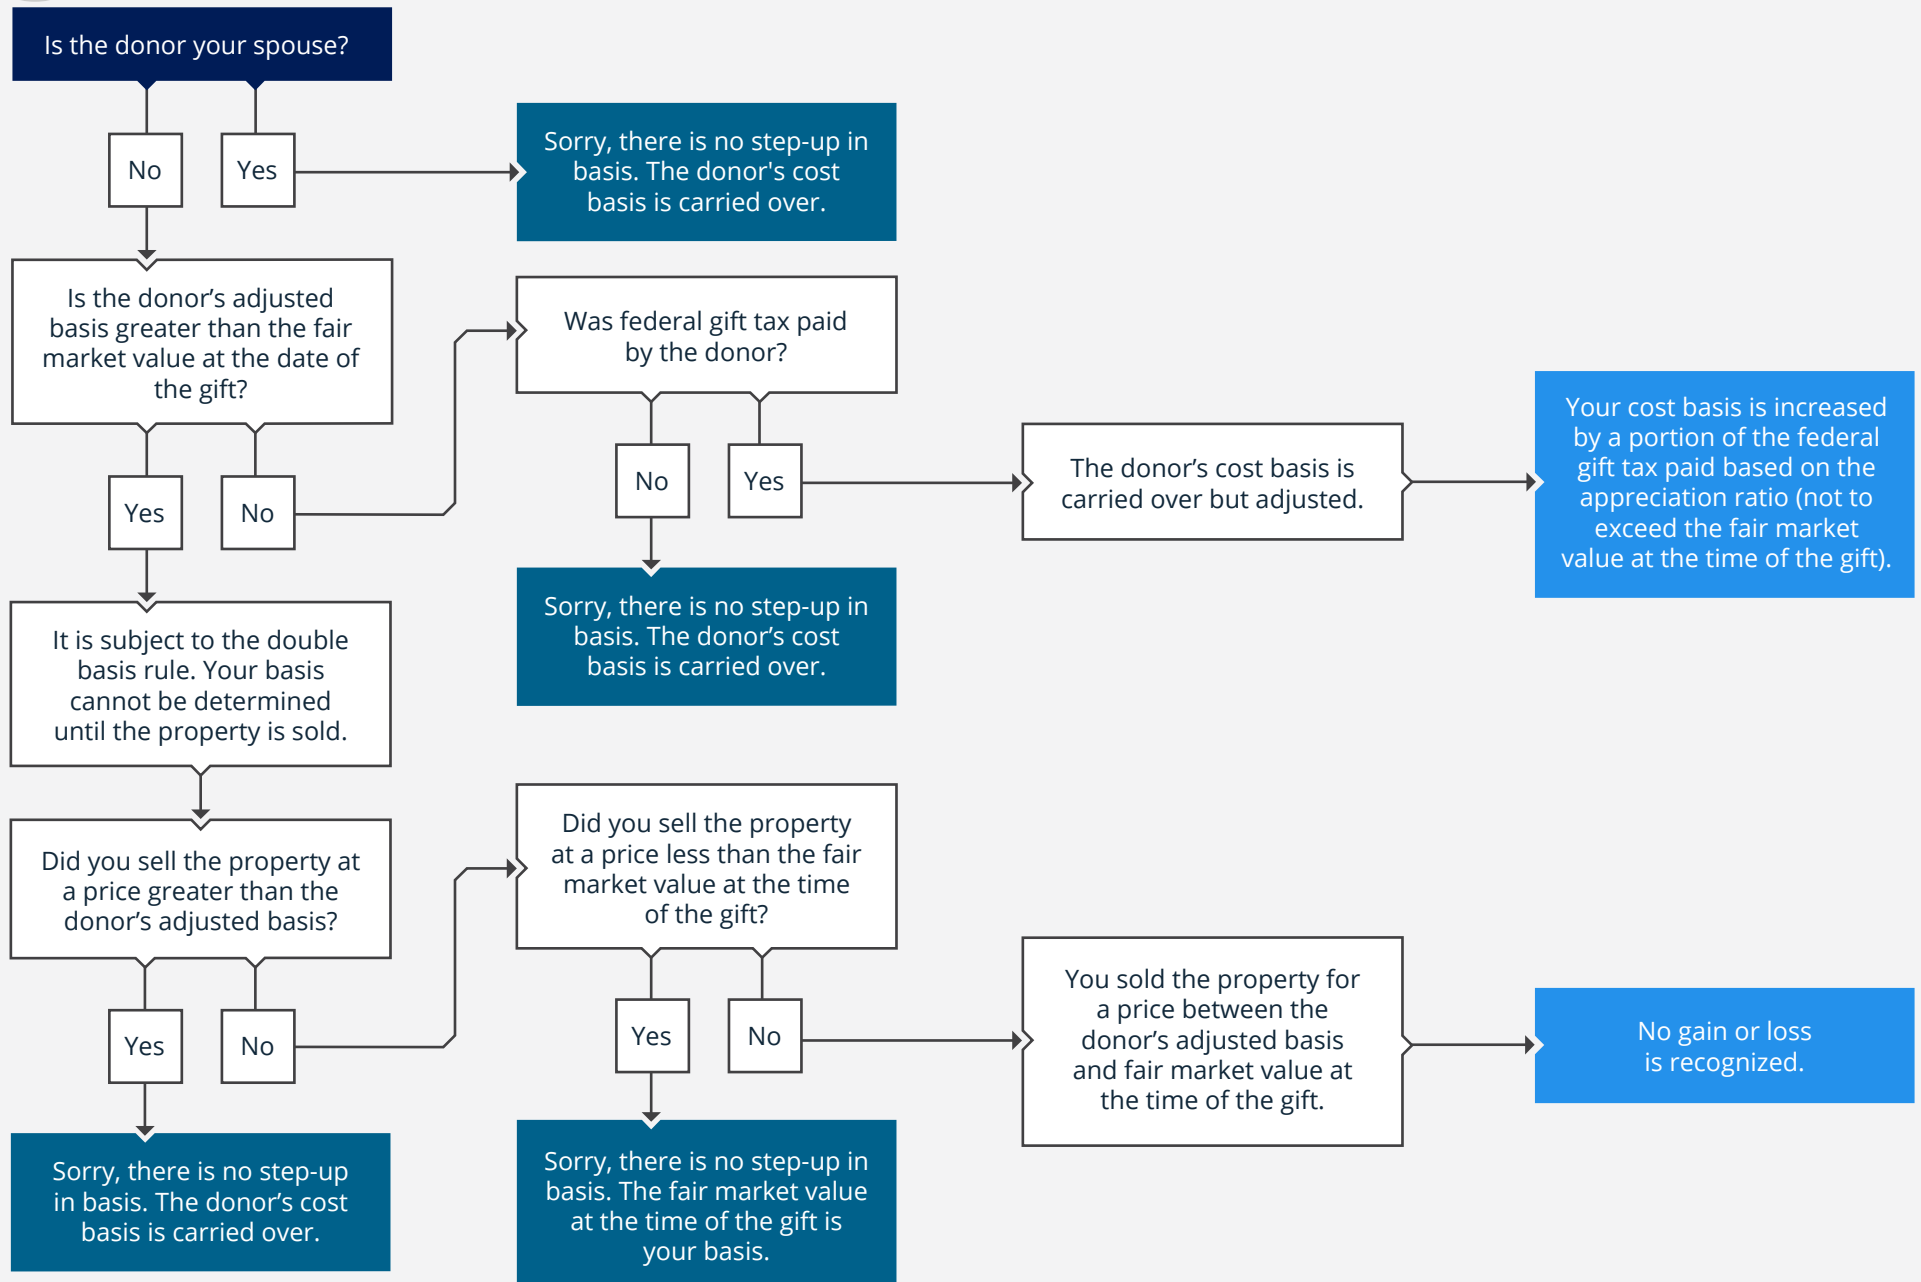 Is the donor your spouse?
No
Yes
Sorry, there is no step-up in
basis. The donor's cost
basis is carried over.
Is the donor’s adjusted
basis greater than the fair
market value at the date of
the gift?
Yes
No
Was federal gift tax paid
by the donor?
No
Yes
The donor’s cost basis is
carried over but adjusted.
Your cost basis is increased
by a portion of the federal
gift tax paid based on the
appreciation ratio (not to
exceed the fair market
value at the time of the gift).
Sorry, there is no step-up in
basis. The donor’s cost
basis is carried over.
It is subject to the double
basis rule. Your basis
cannot be determined
until the property is sold.
Did you sell the property at
a price greater than the
donor’s adjusted basis?
Yes
No
Did you sell the property
at a price less than the fair
market value at the time
of the gift?
Yes
No
You sold the property for
a price between the
donor’s adjusted basis
and fair market value at
the time of the gift.
No gain or loss
is recognized.
Sorry, there is no step-up
in basis. The donor’s cost
basis is carried over.
Sorry, there is no step-up in
basis. The fair market value
at the time of the gift is
your basis.